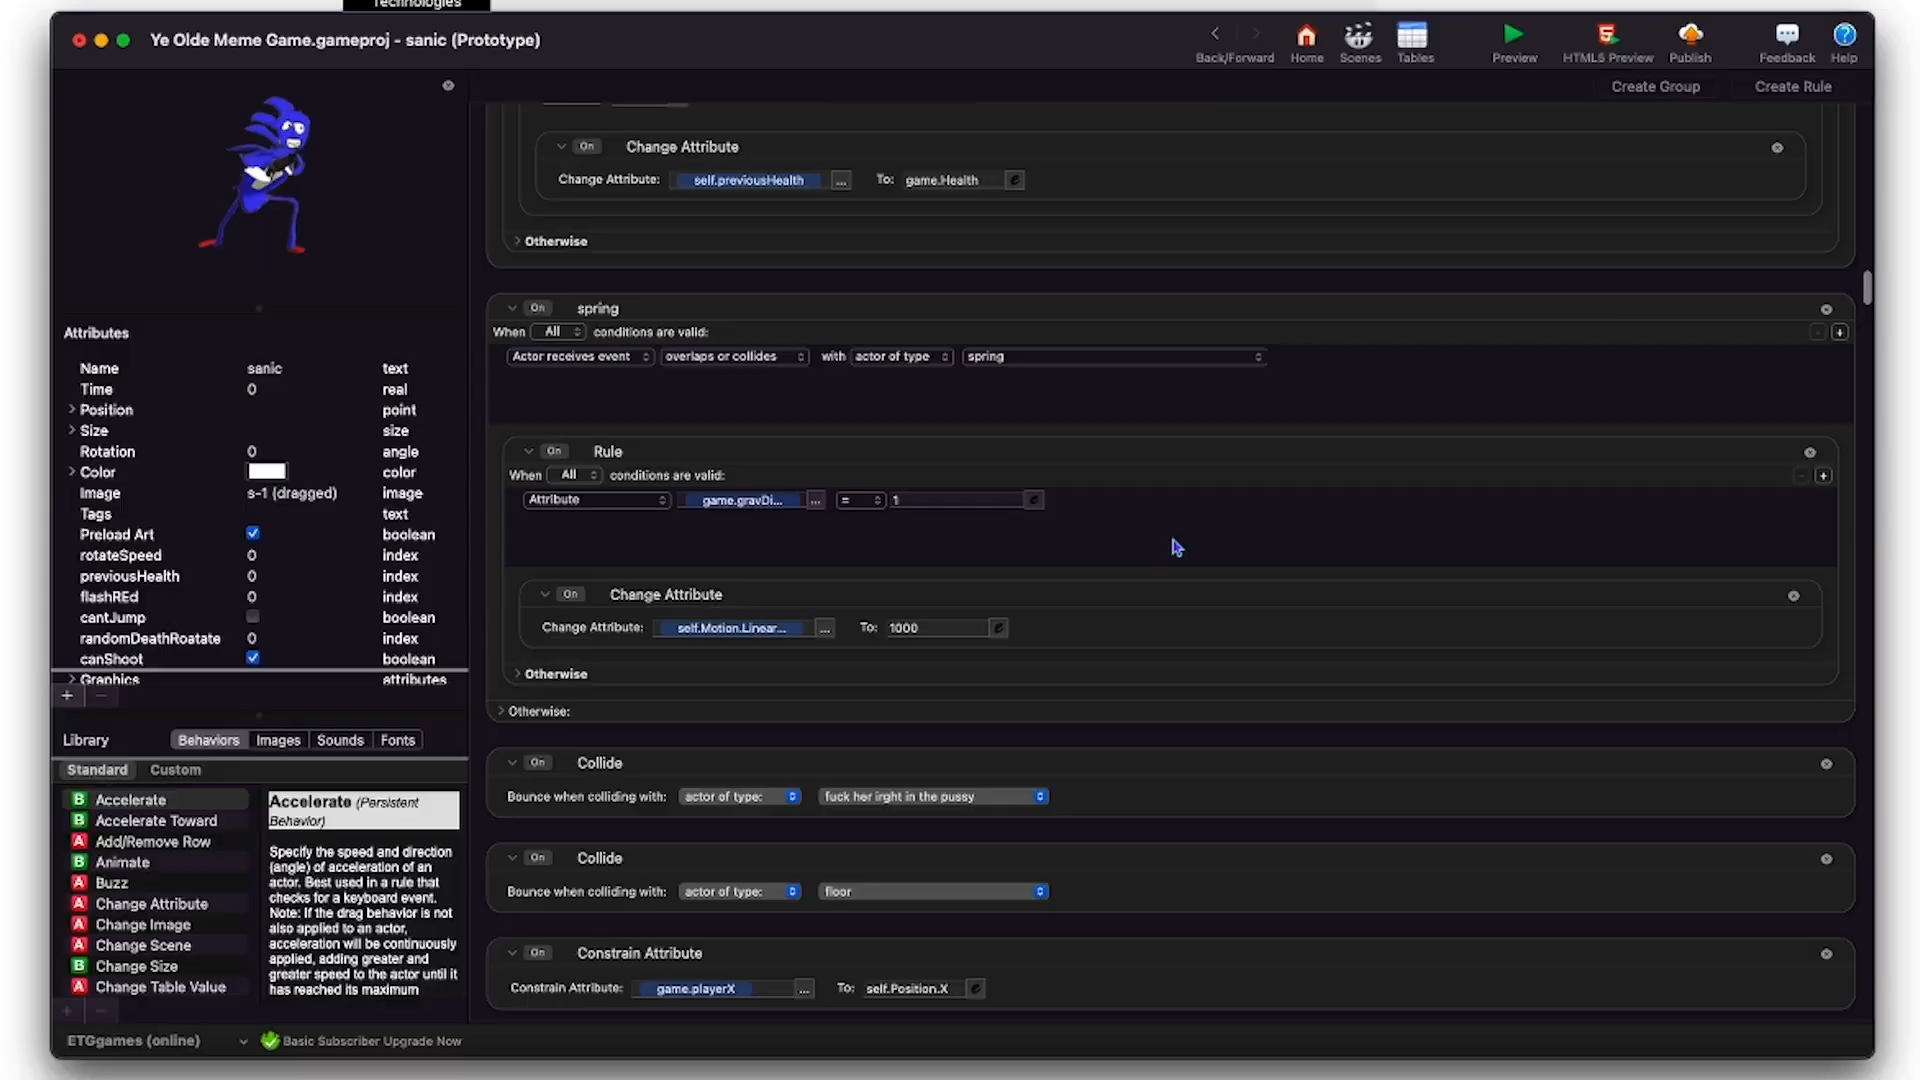 Technologies
Ye Olde Meme Game.gameproj - sanic (Prototype)
Back/Forward Home Scenes Tables Preview HTML5 Preview Publish Feedback Help
Create Group Create Rule
On Change Attribute
Change Attribute: self.previousHealth ... To: game.Health e
Otherwise
On spring
When All conditions are valid:
Actor receives event overlaps or collides with actor of type spring
On Rule
When All conditions are valid:
Attribute game.gravDi... ... = 1 e
On Change Attribute
Change Attribute: self.Motion.Linear... ... To: 1000 e
Otherwise
Otherwise:
On Collide
Bounce when colliding with: actor of type: fuck her irght in the pussy
On Collide
Bounce when colliding with: actor of type: floor
On Constrain Attribute
Constrain Attribute: game.playerX ... To: self.Position.X e
Attributes
Name sanic text
Time 0 real
Position point
Size size
Rotation 0 angle
Color color
Image s-1 (dragged) image
Tags text
Preload Art boolean
rotateSpeed 0 index
previousHealth 0 index
flashREd 0 index
cantJump boolean
randomDeathRoatate 0 index
canShoot boolean
Graphics attributes
+ −
Library Behaviors Images Sounds Fonts
Standard Custom
B Accelerate
B Accelerate Toward
A Add/Remove Row
B Animate
A Buzz
A Change Attribute
A Change Image
A Change Scene
B Change Size
A Change Table Value
Accelerate (Persistent
Behavior)
Specify the speed and direction
(angle) of acceleration of an
actor. Best used in a rule that
checks for a keyboard event.
Note: If the drag behavior is not
also applied to an actor,
acceleration will be continuously
applied, adding greater and
greater speed to the actor until it
has reached its maximum
+ −
ETGgames (online) Basic Subscriber Upgrade Now